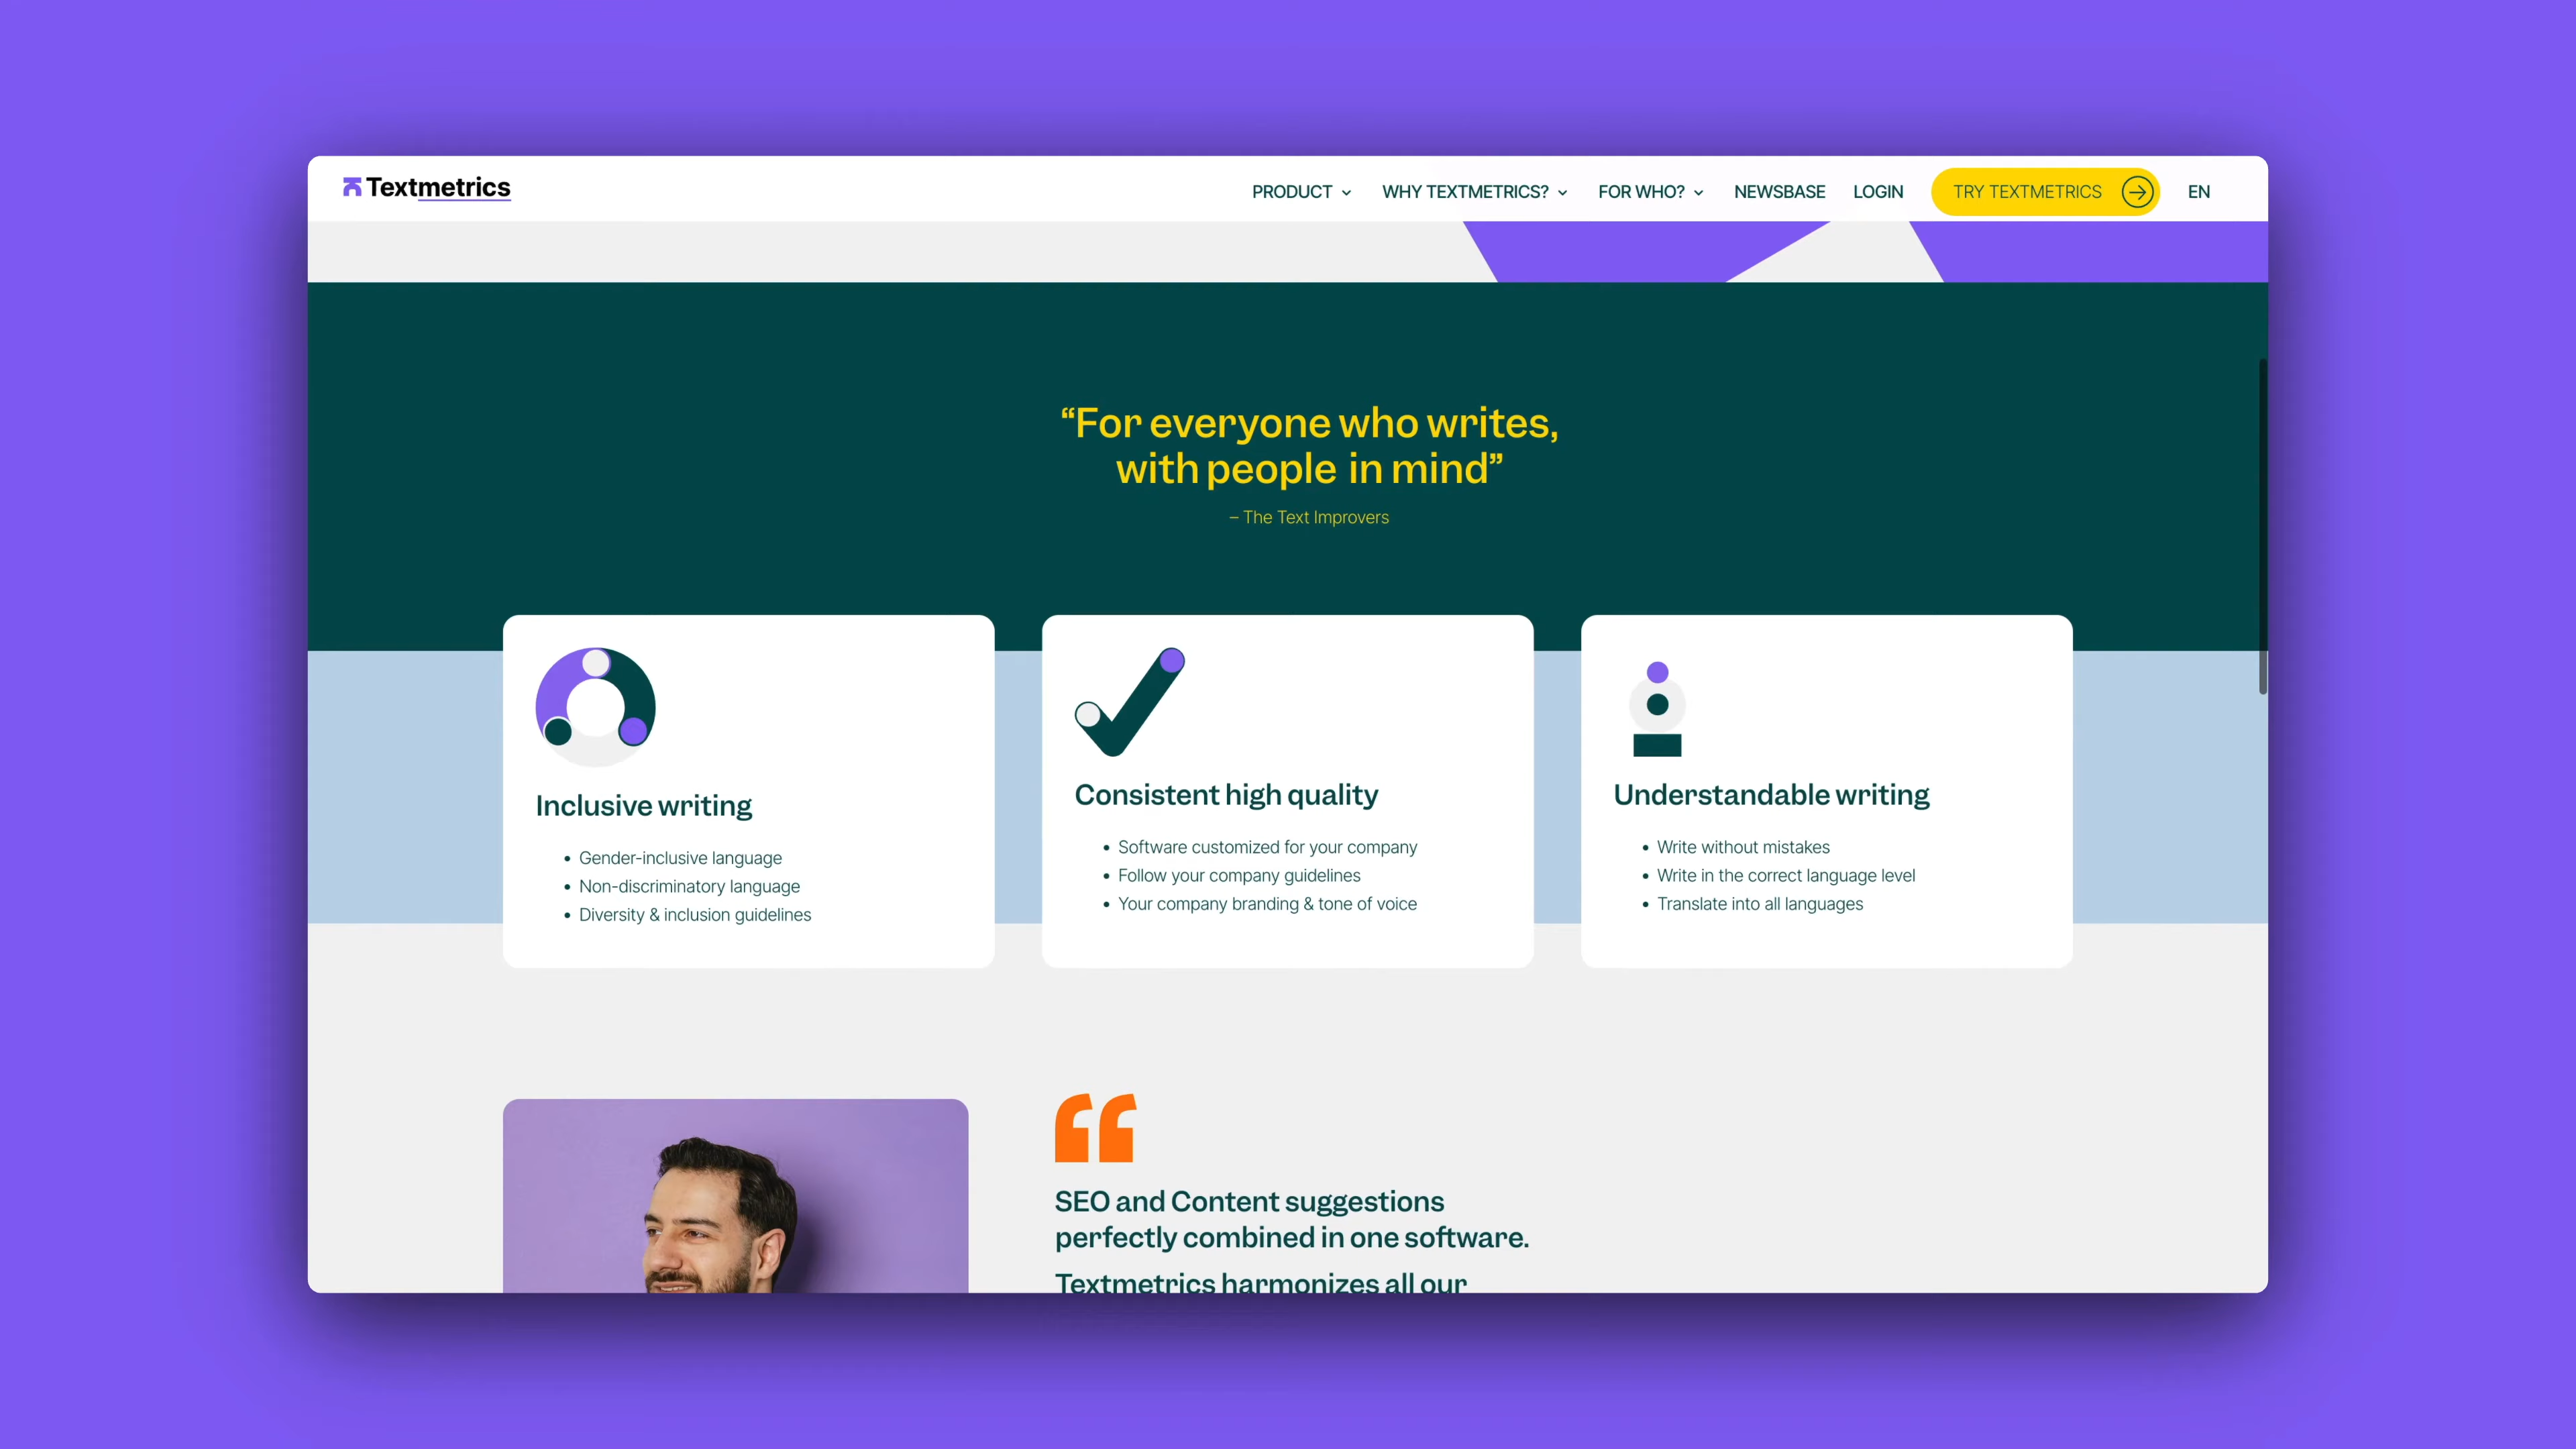 Textmetrics
PRODUCT
WHY TEXTMETRICS?
FOR WHO?
NEWSBASE
LOGIN
TRY TEXTMETRICS
EN
“For everyone who writes,
with people in mind”
– The Text Improvers
Inclusive writing
• Gender-inclusive language
• Non-discriminatory language
• Diversity & inclusion guidelines
Consistent high quality
• Software customized for your company
• Follow your company guidelines
• Your company branding & tone of voice
Understandable writing
• Write without mistakes
• Write in the correct language level
• Translate into all languages
“
SEO and Content suggestions
perfectly combined in one software.
Textmetrics harmonizes all our